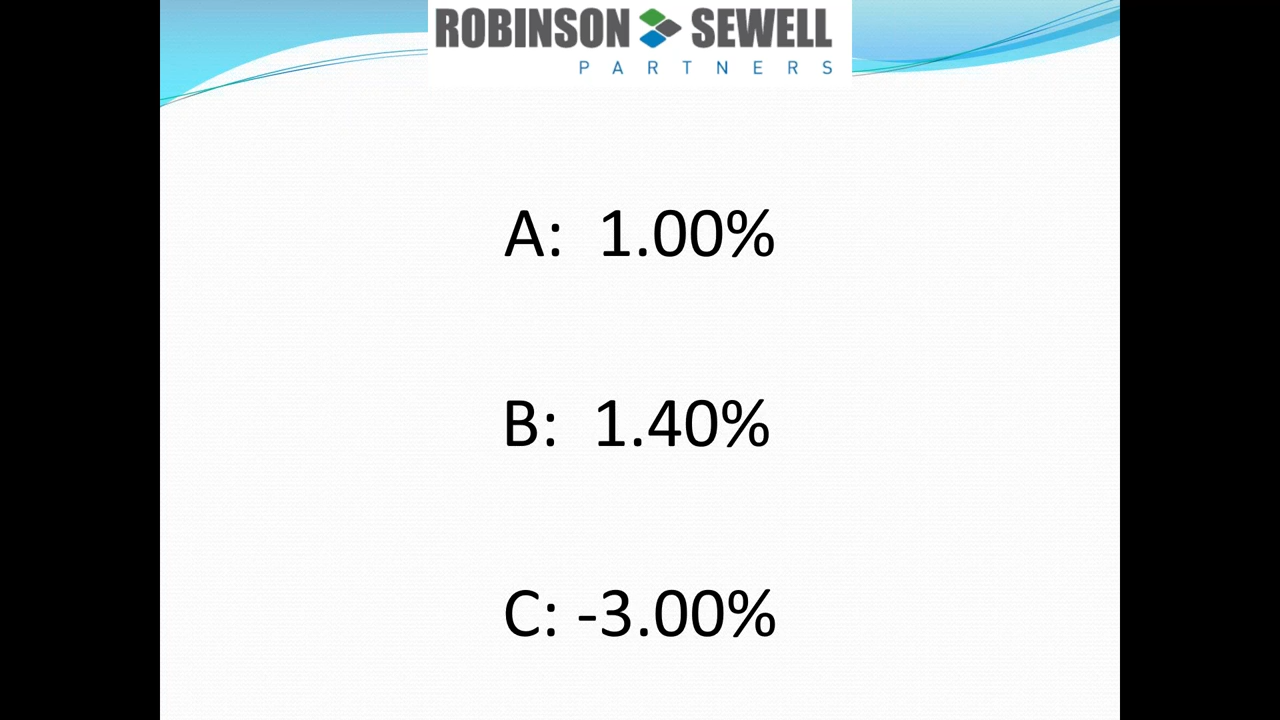 ROBINSON SEWELL
PARTNERS
A: 1.00%
B: 1.40%
C: -3.00%